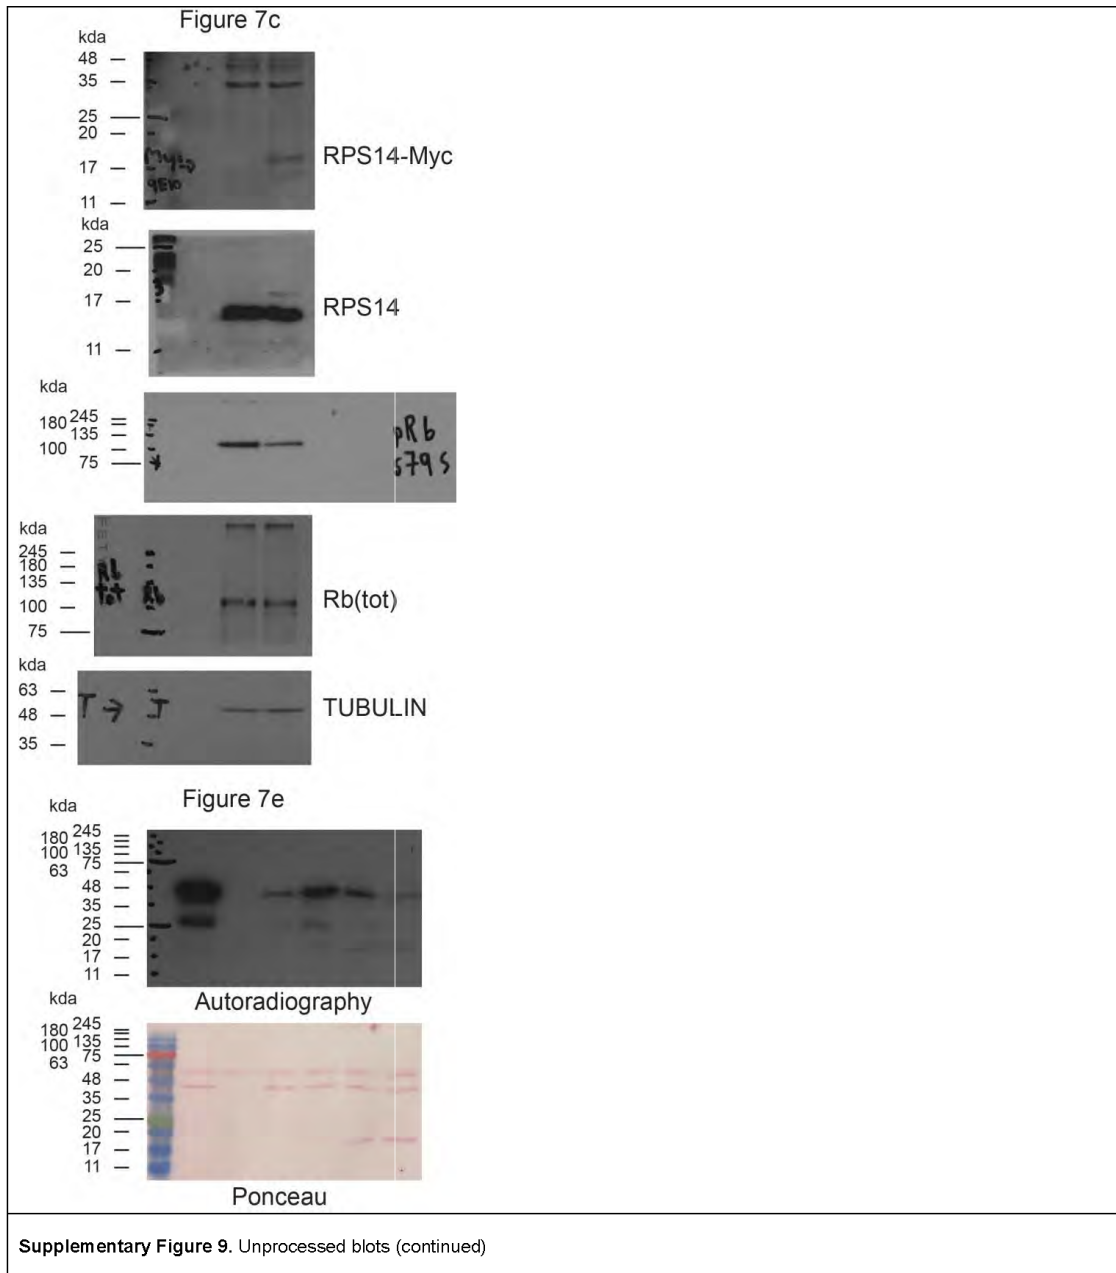 Figure 7c
kda
48
35
25
20
17
11
Myc
9E10
RPS14-Myc
kda
25
20
17
11
RPS14
kda
245
180
135
100
75
pRb
s79S
kda
245
180
135
100
75
Rb
tot
Rb
Rb(tot)
kda
63
48
35
T → T
TUBULIN
Figure 7e
kda
245
180
135
100
75
63
48
35
25
20
17
11
Autoradiography
kda
245
180
135
100
75
63
48
35
25
20
17
11
Ponceau
Supplementary Figure 9. Unprocessed blots (continued)